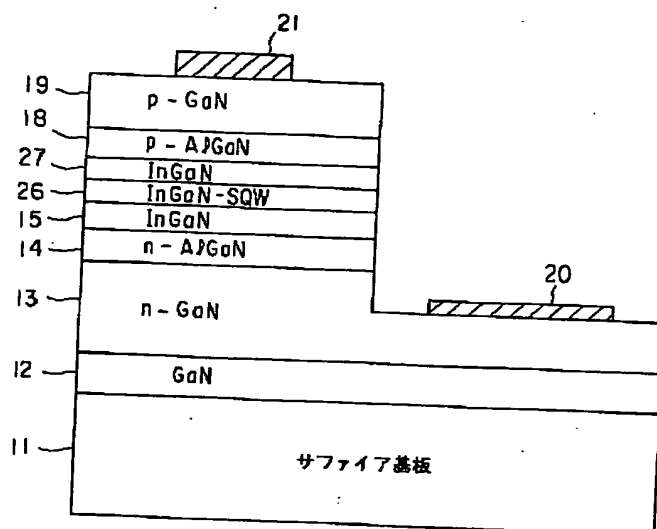 21
19
p-GaN
18
p-AlGaN
27
InGaN
26
InGaN-SQW
15
InGaN
14
n-AlGaN
13
n-GaN
20
12
GaN
11
サファイア基板